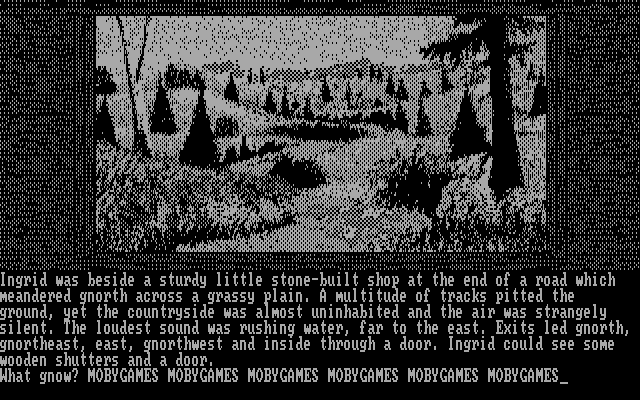 Ingrid was beside a sturdy little stone-built shop at the end of a road which
meandered gnorth across a grassy plain. A multitude of tracks pitted the
ground, yet the countryside was almost uninhabited and the air was strangely
silent. The loudest sound was rushing water, far to the east. Exits led gnorth,
gnortheast, east, gnorthwest and inside through a door. Ingrid could see some
wooden shutters and a door.
What gnow? MOBYGAMES MOBYGAMES MOBYGAMES MOBYGAMES MOBYGAMES MOBYGAMES_